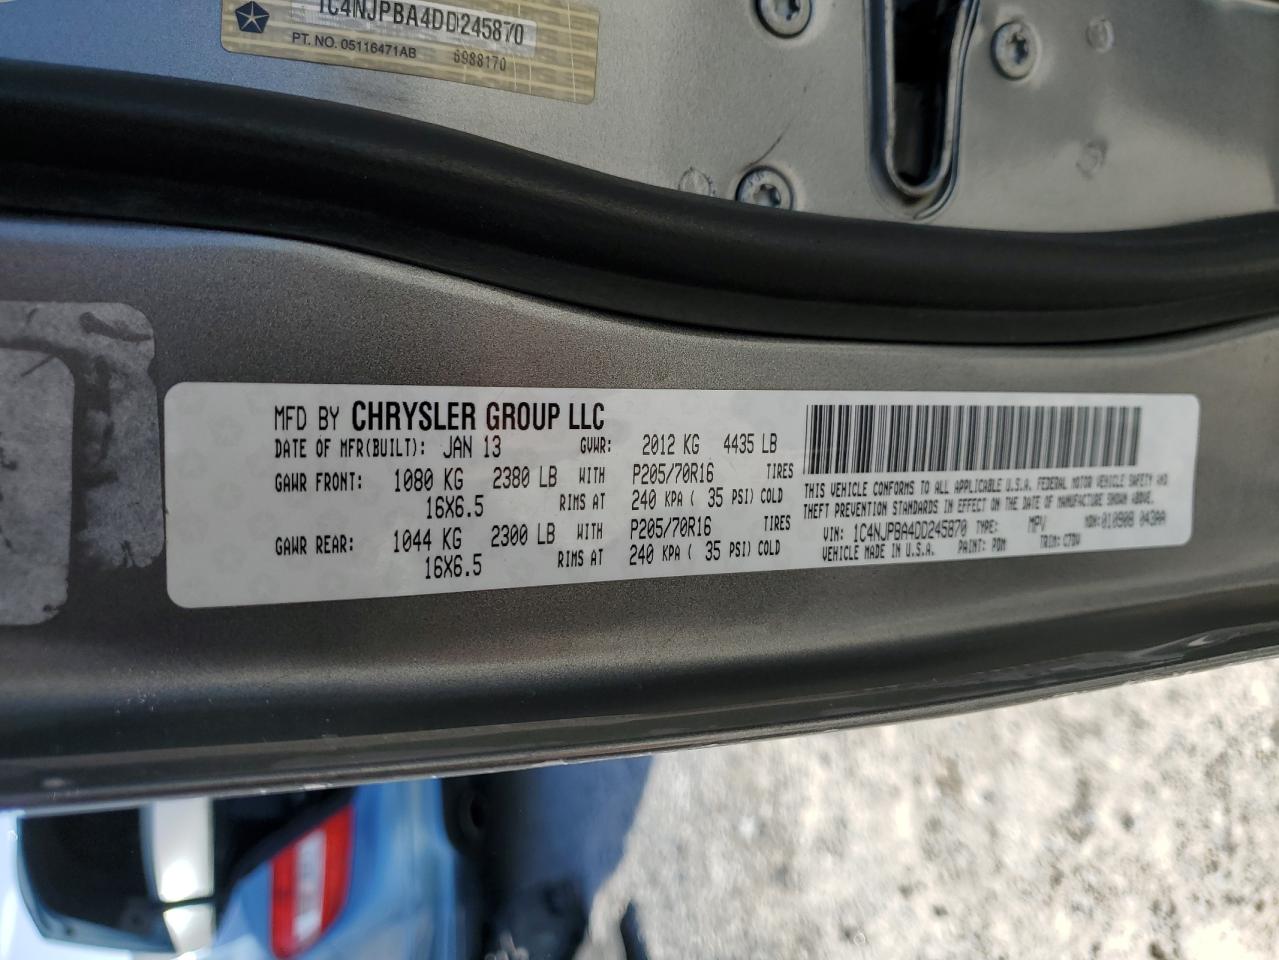 1C4NJPBA4DD245870
PT. NO. 05116471AB 6988170
MFD BY CHRYSLER GROUP LLC
DATE OF MFR(BUILT): JAN 13 GVWR: 2012 KG 4435 LB
GAWR FRONT: 1080 KG 2380 LB WITH P205/70R16 TIRES
16X6.5 RIMS AT 240 KPA ( 35 PSI) COLD
GAWR REAR: 1044 KG 2300 LB WITH P205/70R16 TIRES
16X6.5 RIMS AT 240 KPA ( 35 PSI) COLD
THIS VEHICLE CONFORMS TO ALL APPLICABLE U.S.A. FEDERAL MOTOR VEHICLE SAFETY AND
THEFT PREVENTION STANDARDS IN EFFECT ON THE DATE OF MANUFACTURE SHOWN ABOVE.
VIN: 1C4NJPBA4DD245870 TYPE: MPV MDH: 010908 043AA
VEHICLE MADE IN U.S.A. PAINT: PDM TRIM: C7DV